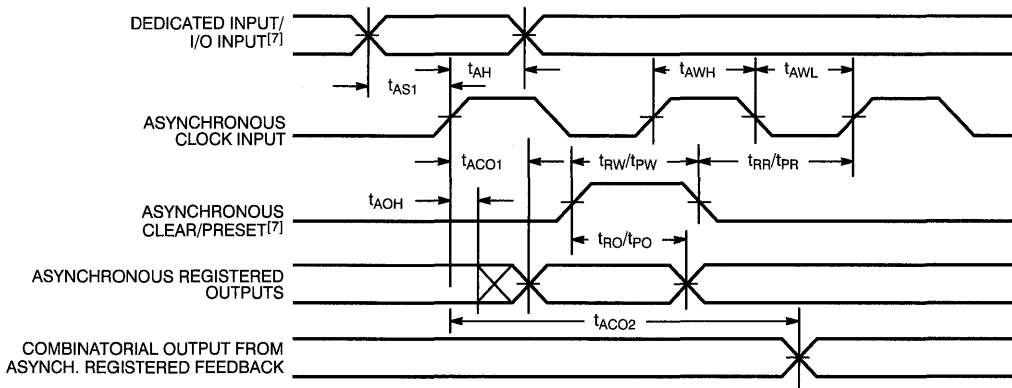 DEDICATED INPUT/
I/O INPUT[7]
tAH
tAWH
tAWL
tAS1
ASYNCHRONOUS
CLOCK INPUT
tACO1
tRW/tPW
tRR/tPR
tAOH
ASYNCHRONOUS
CLEAR/PRESET[7]
tRO/tPO
ASYNCHRONOUS REGISTERED
OUTPUTS
tACO2
COMBINATORIAL OUTPUT FROM
ASYNCH. REGISTERED FEEDBACK